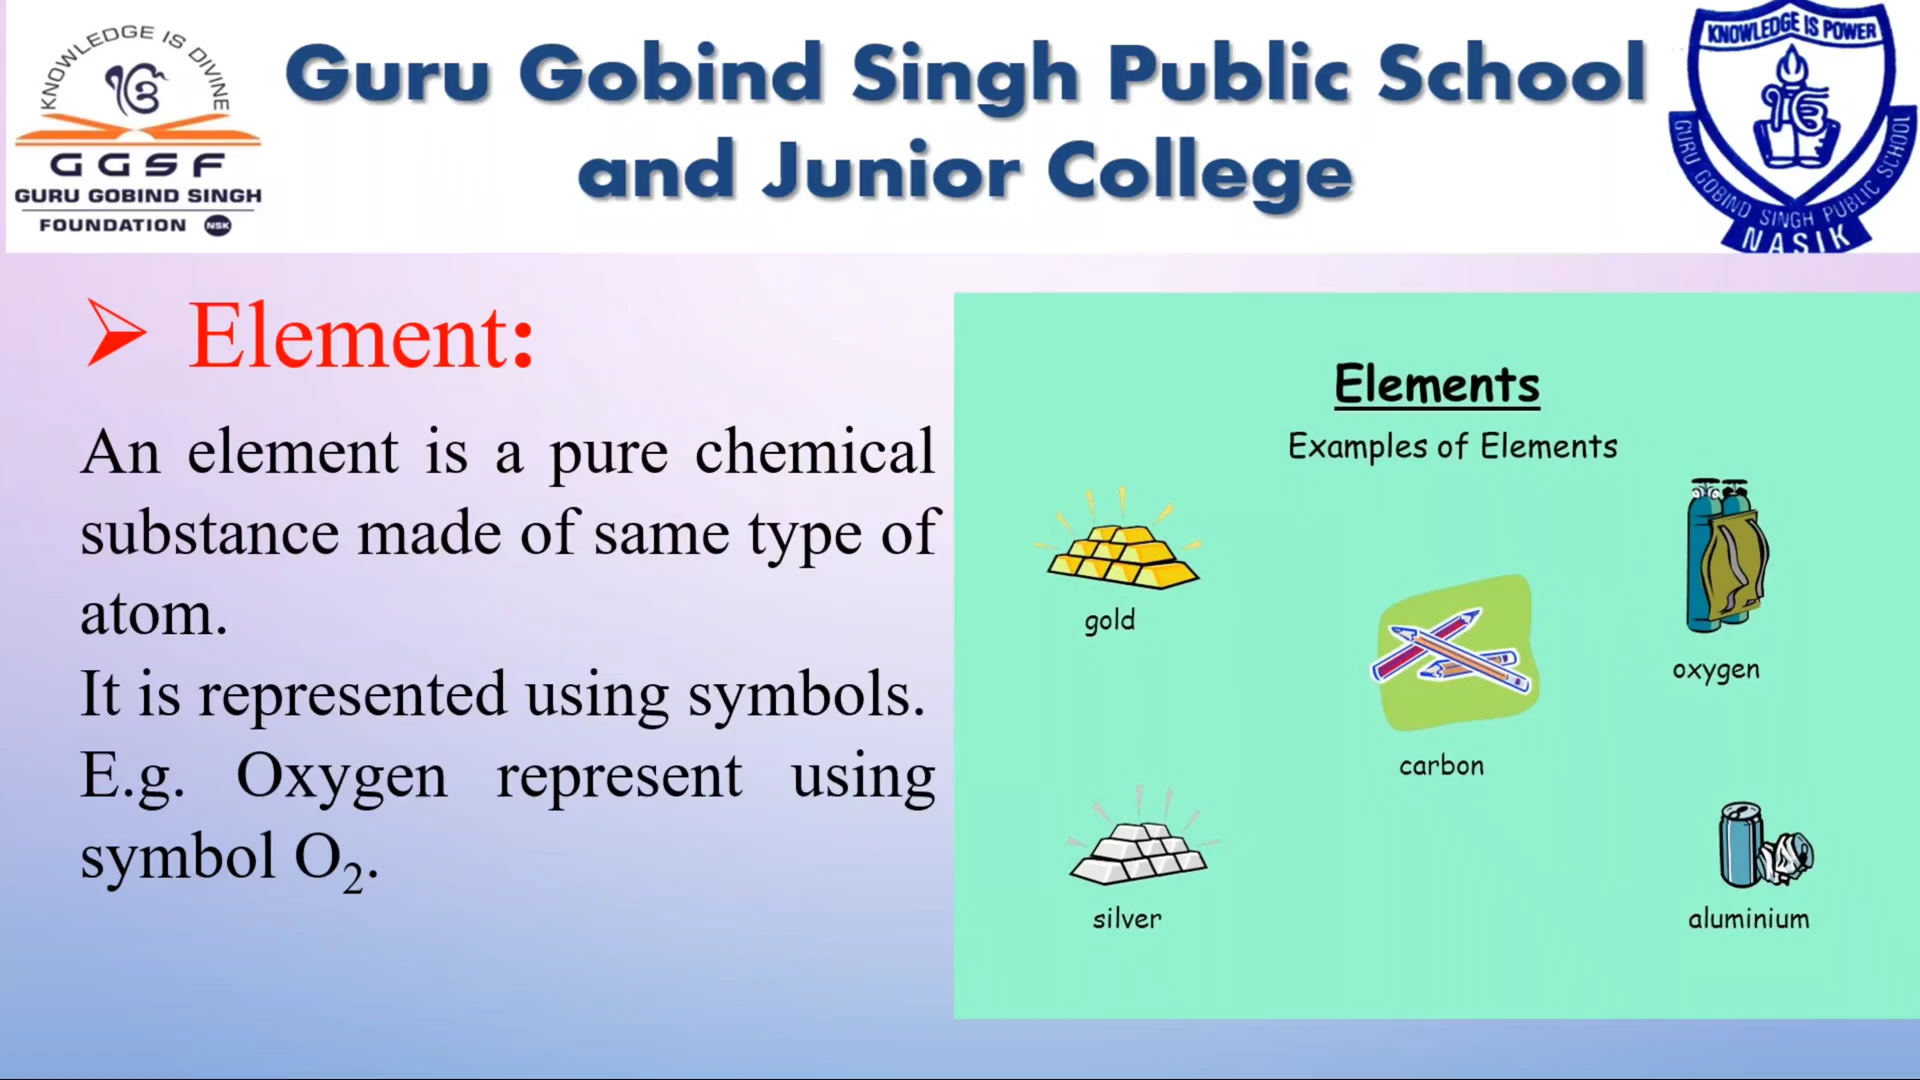 KNOWLEDGE IS DIVINE
GGSF
GURU GOBIND SINGH
FOUNDATION NSK
Guru Gobind Singh Public School
and Junior College
KNOWLEDGE IS POWER
GURU GOBIND SINGH PUBLIC SCHOOL
NASIK
➢ Element:
An element is a pure chemical
substance made of same type of
atom.
It is represented using symbols.
E.g. Oxygen represent using
symbol O₂.
Elements
Examples of Elements
gold
oxygen
carbon
silver
aluminium